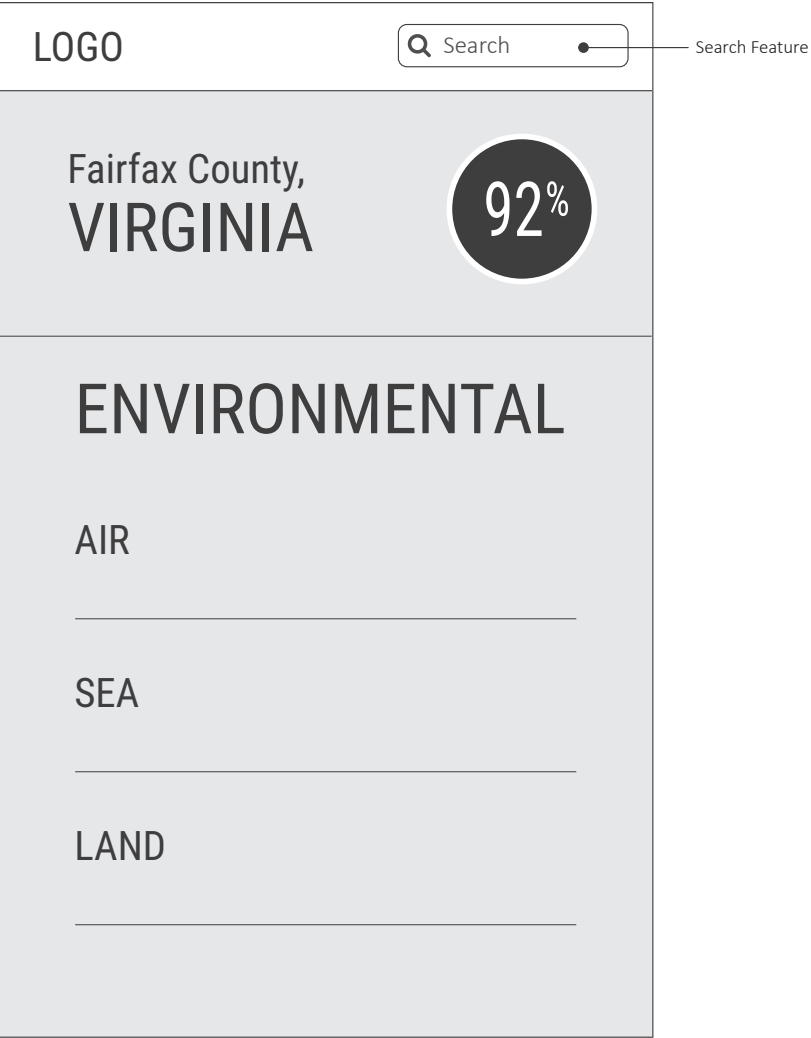 LOGO
Search
Search Feature
Fairfax County,
VIRGINIA
92%
ENVIRONMENTAL
AIR
SEA
LAND